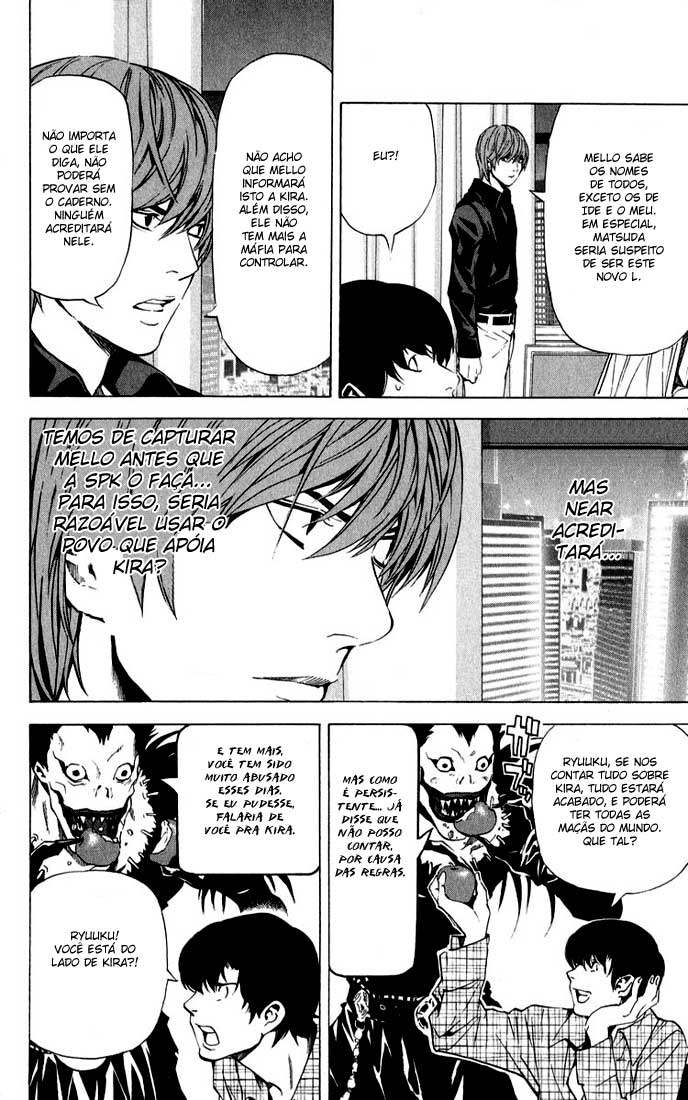 MELLO SABE
OS NOMES
DE TODOS,
EXCETO OS DE
IDE E O MEU.
EM ESPECIAL,
MATSUDA
SERIA SUSPEITO
DE SER ESTE
NOVO L.
EU?!
NÃO ACHO
QUE MELLO
INFORMARÁ
ISTO A KIRA.
ALÉM DISSO,
ELE NÃO
TEM MAIS A
MÁFIA PARA
CONTROLAR.
NÃO IMPORTA
O QUE ELE
DIGA, NÃO
PODERÁ
PROVAR SEM
O CADERNO.
NINGUÉM
ACREDITARÁ
NELE.
MAS
NEAR
ACREDI-
TARÁ...
TEMOS DE CAPTURAR
MELLO ANTES QUE
A SPK O FAÇA...
PARA ISSO, SERIA
RAZOÁVEL USAR O
POVO QUE APÓIA
KIRA?
RYUUKU, SE NOS
CONTAR TUDO SOBRE
KIRA, TUDO ESTARÁ
ACABADO, E PODERÁ
TER TODAS AS
MAÇÃS DO MUNDO.
QUE TAL?
ガブガブ
MAS COMO
É PERSIS-
TENTE... JÁ
DISSE QUE
NÃO POSSO
CONTAR,
POR CAUSA
DAS REGRAS.
E TEM MAIS,
VOCÊ TEM SIDO
MUITO ABUSADO
ESSES DIAS.
SE EU PUDESSE,
FALARIA DE
VOCÊ PRA KIRA.
RYUUKU!
VOCÊ ESTÁ DO
LADO DE KIRA?!